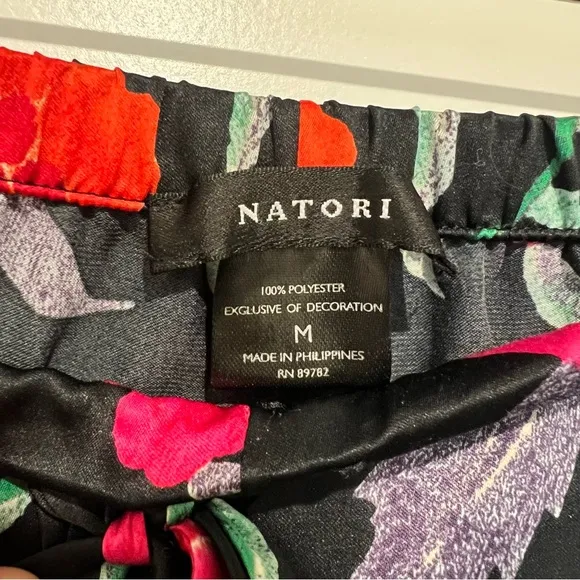 NATORI
100% POLYESTER
EXCLUSIVE OF DECORATION
M
MADE IN PHILIPPINES
RN 89782